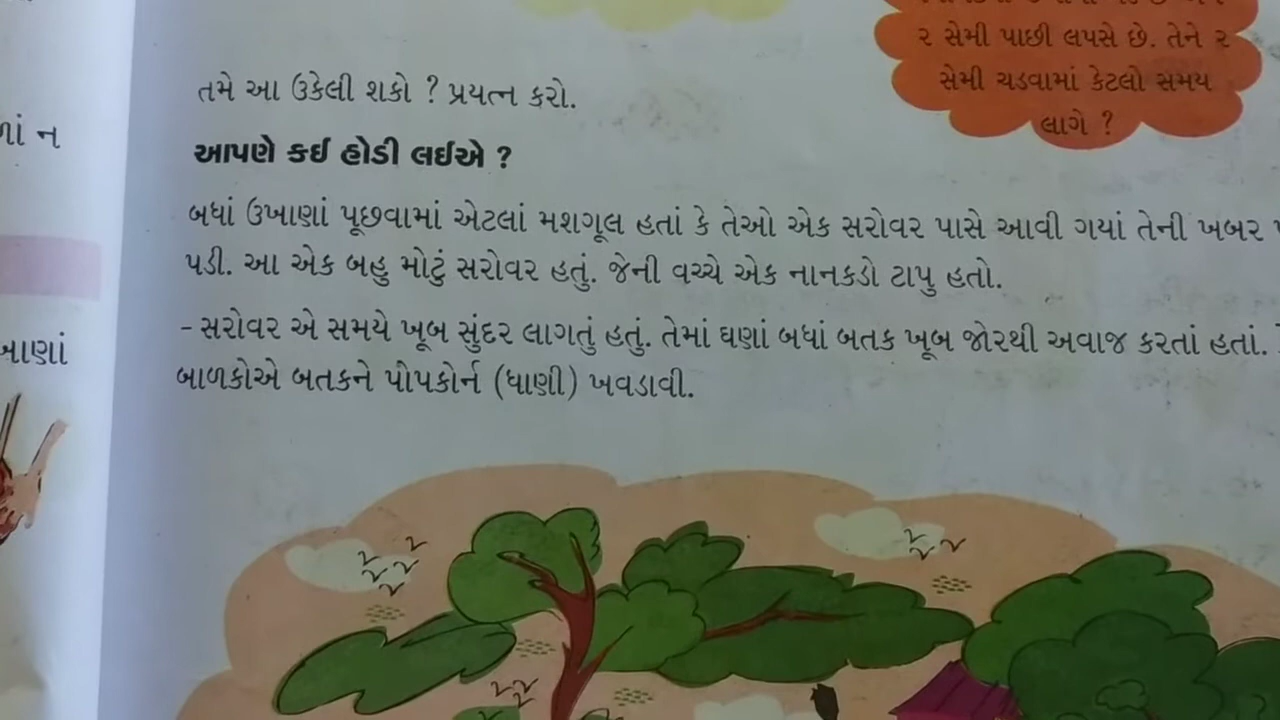 ૨ સેમી પાછી લપસે છે. તેને ૨
સેમી ચડવામાં કેટલો સમય
લાગે ?
તમે આ ઉકેલી શકો ? પ્રયત્ન કરો.
આપણે કઈ હોડી લઈએ ?
બધાં ઉખાણાં પૂછવામાં એટલાં મશગૂલ હતાં કે તેઓ એક સરોવર પાસે આવી ગયાં તેની ખબર
પડી. આ એક બહુ મોટું સરોવર હતું. જેની વચ્ચે એક નાનકડો ટાપુ હતો.
- સરોવર એ સમયે ખૂબ સુંદર લાગતું હતું. તેમાં ઘણાં બધાં બતક ખૂબ જોરથી અવાજ કરતાં હતાં.
બાળકોએ બતકને પોપકોર્ન (ધાણી) ખવડાવી.
ન